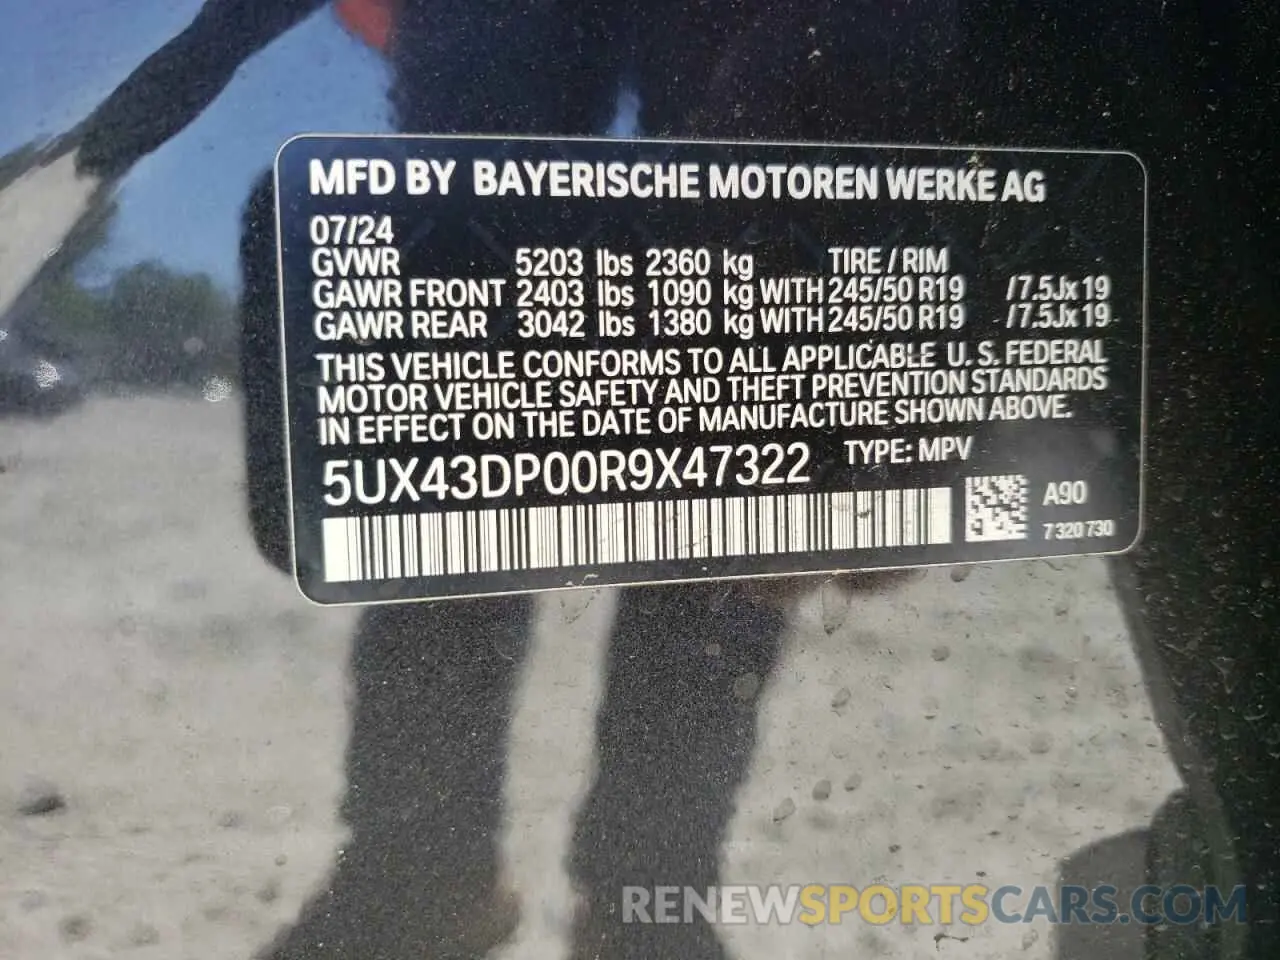 MFD BY BAYERISCHE MOTOREN WERKE AG
07/24
GVWR 5203 lbs 2360 kg TIRE / RIM
GAWR FRONT 2403 lbs 1090 kg WITH 245/50 R19 / 7.5Jx19
GAWR REAR 3042 lbs 1380 kg WITH 245/50 R19 / 7.5Jx19
THIS VEHICLE CONFORMS TO ALL APPLICABLE U. S. FEDERAL
MOTOR VEHICLE SAFETY AND THEFT PREVENTION STANDARDS
IN EFFECT ON THE DATE OF MANUFACTURE SHOWN ABOVE.
5UX43DP00R9X47322 TYPE: MPV
A90
7 320 730
RENEWSPORTSCARS.COM